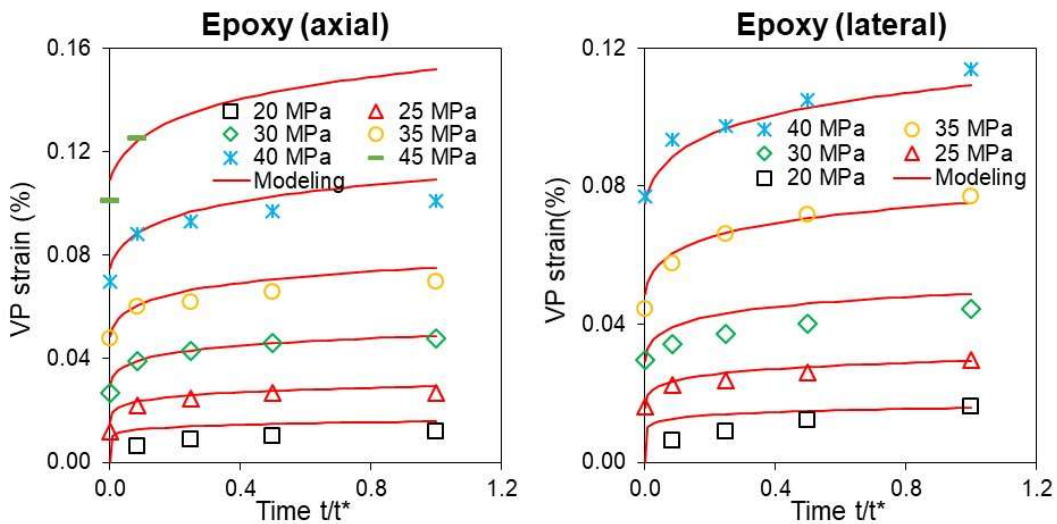 Epoxy (axial)
VP strain (%)
0.16
0.12
0.08
0.04
0.00
20 MPa 25 MPa
30 MPa 35 MPa
40 MPa 45 MPa
Modeling
0.0 0.4 0.8 1.2
Time t/t*
Epoxy (lateral)
VP strain(%)
0.12
0.08
0.04
0.00
40 MPa 35 MPa
30 MPa 25 MPa
20 MPa Modeling
0.0 0.4 0.8 1.2
Time t/t*